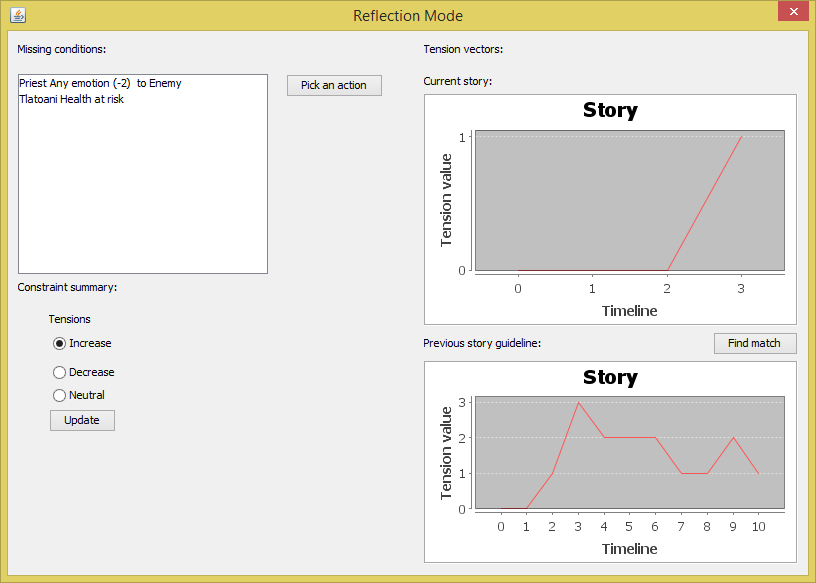 Reflection Mode
Missing conditions:
Priest Any emotion (-2)  to Enemy
Tlatoani Health at risk
Pick an action
Constraint summary:
Tensions
Increase
Decrease
Neutral
Update
Tension vectors:
Current story:
Story
Tension value
1
0
0 1 2 3
Timeline
Previous story guideline:
Find match
Story
Tension value
3
2
1
0
0 1 2 3 4 5 6 7 8 9 10
Timeline